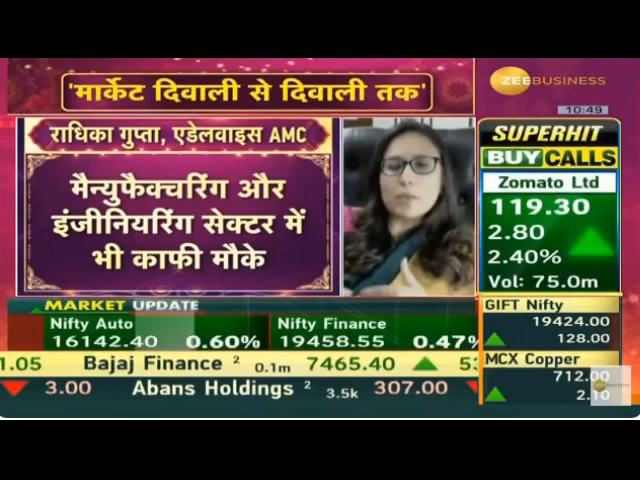 'मार्केट दिवाली से दिवाली तक'
ZEE BUSINESS
10:49
राधिका गुप्ता, एडेलवाइस AMC
मैन्युफैक्चरिंग और
इंजीनियरिंग सेक्टर में
भी काफी मौके
SUPERHIT
BUY CALLS
Zomato Ltd
119.30
2.80
2.40%
Vol: 75.0m
MARKET UPDATE
Nifty Auto
16142.40 0.60%
Nifty Finance
19458.55 0.47%
GIFT Nifty
19424.00
128.00
MCX Copper
712.00
2.10
1.05 Bajaj Finance 2 0.1m 7465.40
3.00 Abans Holdings 2 3.5k 307.00